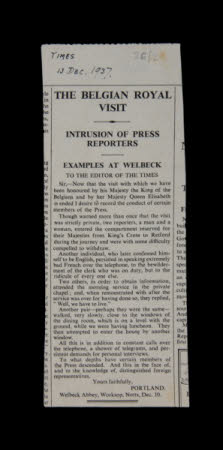 TIMES
12 DEC. 1937.
THE BELGIAN ROYAL
VISIT
INTRUSION OF PRESS
REPORTERS
EXAMPLES AT WELBECK
TO THE EDITOR OF THE TIMES
Sir,—Now that the visit with which we have
been honoured by his Majesty the King of the
Belgians and by her Majesty Queen Elisabeth
is ended I desire to record the conduct of certain
members of the Press.
Though warned more than once that the visit
was strictly private, two reporters, a man and a
woman, entered the compartment reserved for
their Majesties from King's Cross to Retford
during the journey and were with some difficulty
compelled to withdraw.
Another individual, who later confessed him-
self to be English, persisted in speaking extremely
bad French over the telephone, to the bewilder-
ment of the clerk who was on duty, but to the
ridicule of every one else.
Two others, in order to obtain information,
attended the morning service in the private
chapel, and, when remonstrated with after the
service was over for having done so, they replied,
"Well, we have to live."
Another pair—perhaps they were the same—
walked, very slowly, close to the windows of
the dining room, which is on a level with the
ground, while we were having luncheon. They
then attempted to enter the house by another
window.
All this is in addition to constant calls over
the telephone, a shower of telegrams, and per-
sistent demands for personal interviews.
To what depths have certain members of
the Press descended. And this in the face of,
and to the knowledge of, distinguished foreign
representatives.
Yours faithfully,
PORTLAND.
Welbeck Abbey, Worksop, Notts, Dec. 10.